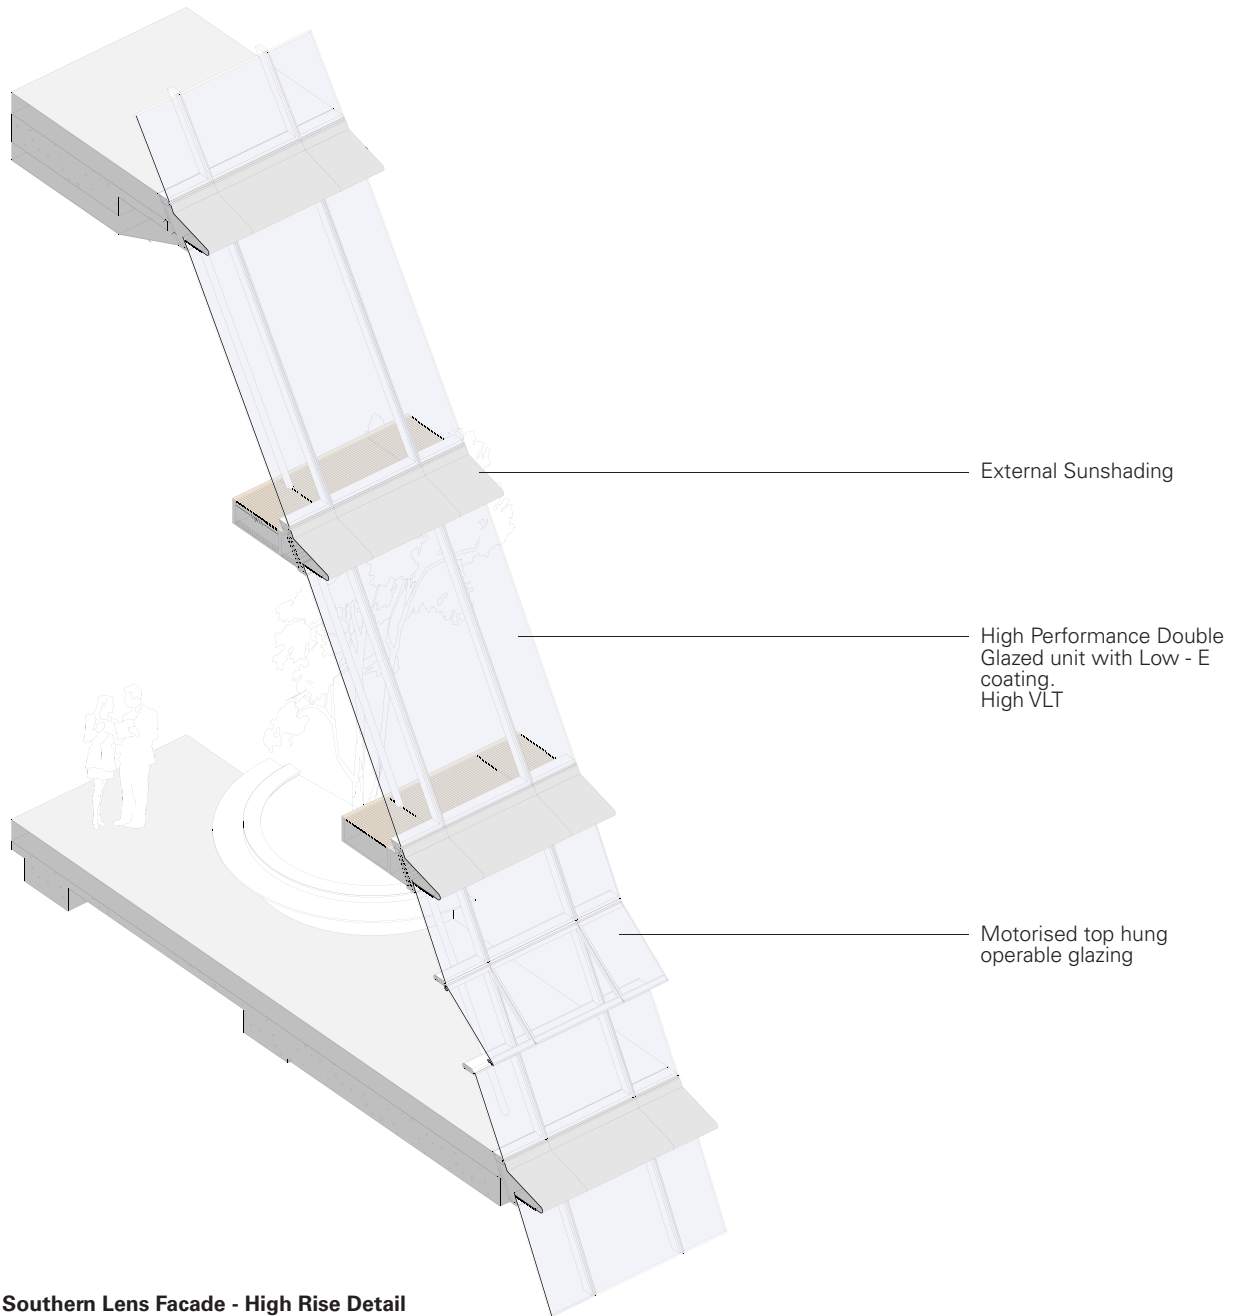 External Sunshading
High Performance Double
Glazed unit with Low - E
coating.
High VLT
Motorised top hung
operable glazing
Southern Lens Facade - High Rise Detail